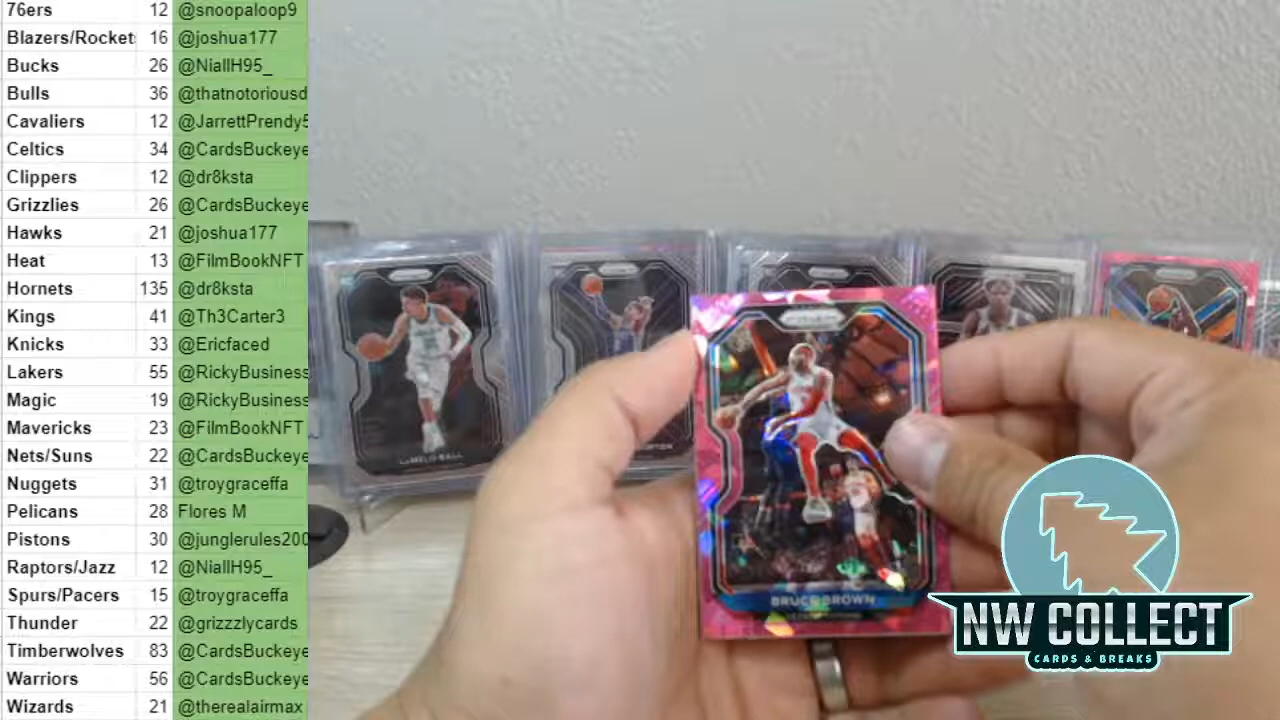 76ers 12 @snoopaloop9
Blazers/Rocket 16 @joshua177
Bucks 26 @NiallH95_
Bulls 36 @thatnotoriousd
Cavaliers 12 @JarrettPrendy5
Celtics 34 @CardsBuckeye
Clippers 12 @dr8ksta
Grizzlies 26 @CardsBuckeye
Hawks 21 @joshua177
Heat 13 @FilmBookNFT
Hornets 135 @dr8ksta
Kings 41 @Th3Carter3
Knicks 33 @Ericfaced
Lakers 55 @RickyBusiness
Magic 19 @RickyBusiness
Mavericks 23 @FilmBookNFT
Nets/Suns 22 @CardsBuckeye
Nuggets 31 @troygraceffa
Pelicans 28 Flores M
Pistons 30 @junglerules200
Raptors/Jazz 12 @NiallH95_
Spurs/Pacers 15 @troygraceffa
Thunder 22 @grizzzlycards
Timberwolves 83 @CardsBuckeye
Warriors 56 @CardsBuckeye
Wizards 21 @therealairmax
LaMELO BALL
BRUCE BROWN
NW COLLECT
CARDS & BREAKS